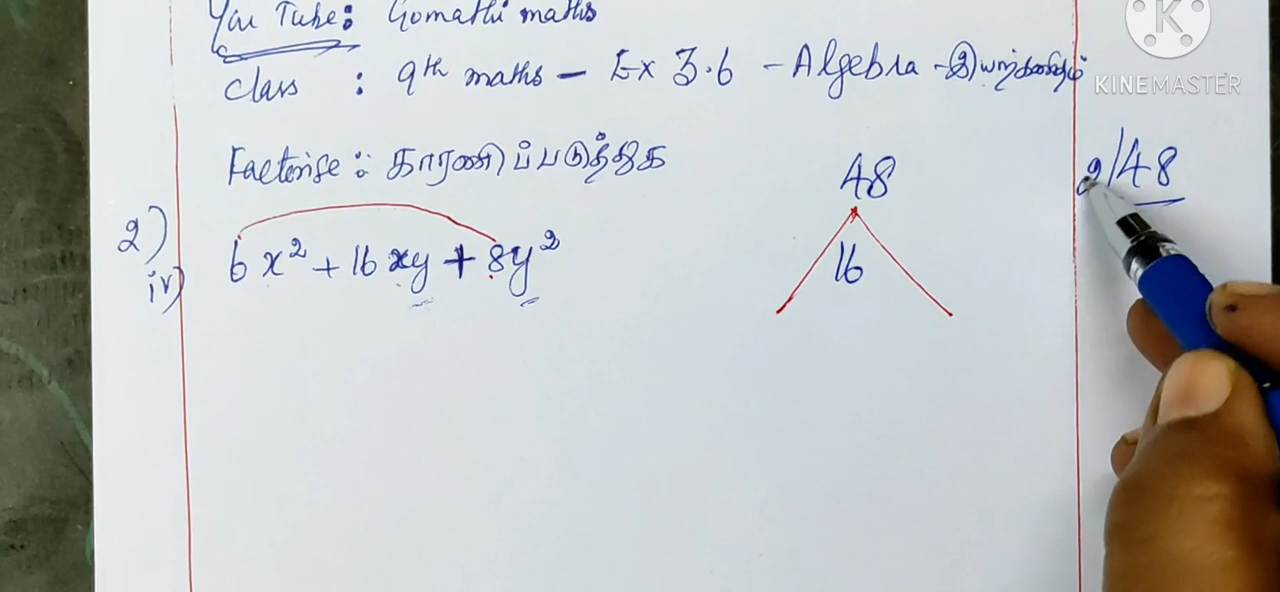 You Tube: Gomathi maths
class : 9th maths - Ex 3.6 - Algebra - இயற்கணிதம்
K
KINEMASTER
Factorise: காரணிப்படுத்துக
48
2/48
2)
iv) 6x² + 16xy + 8y²
16